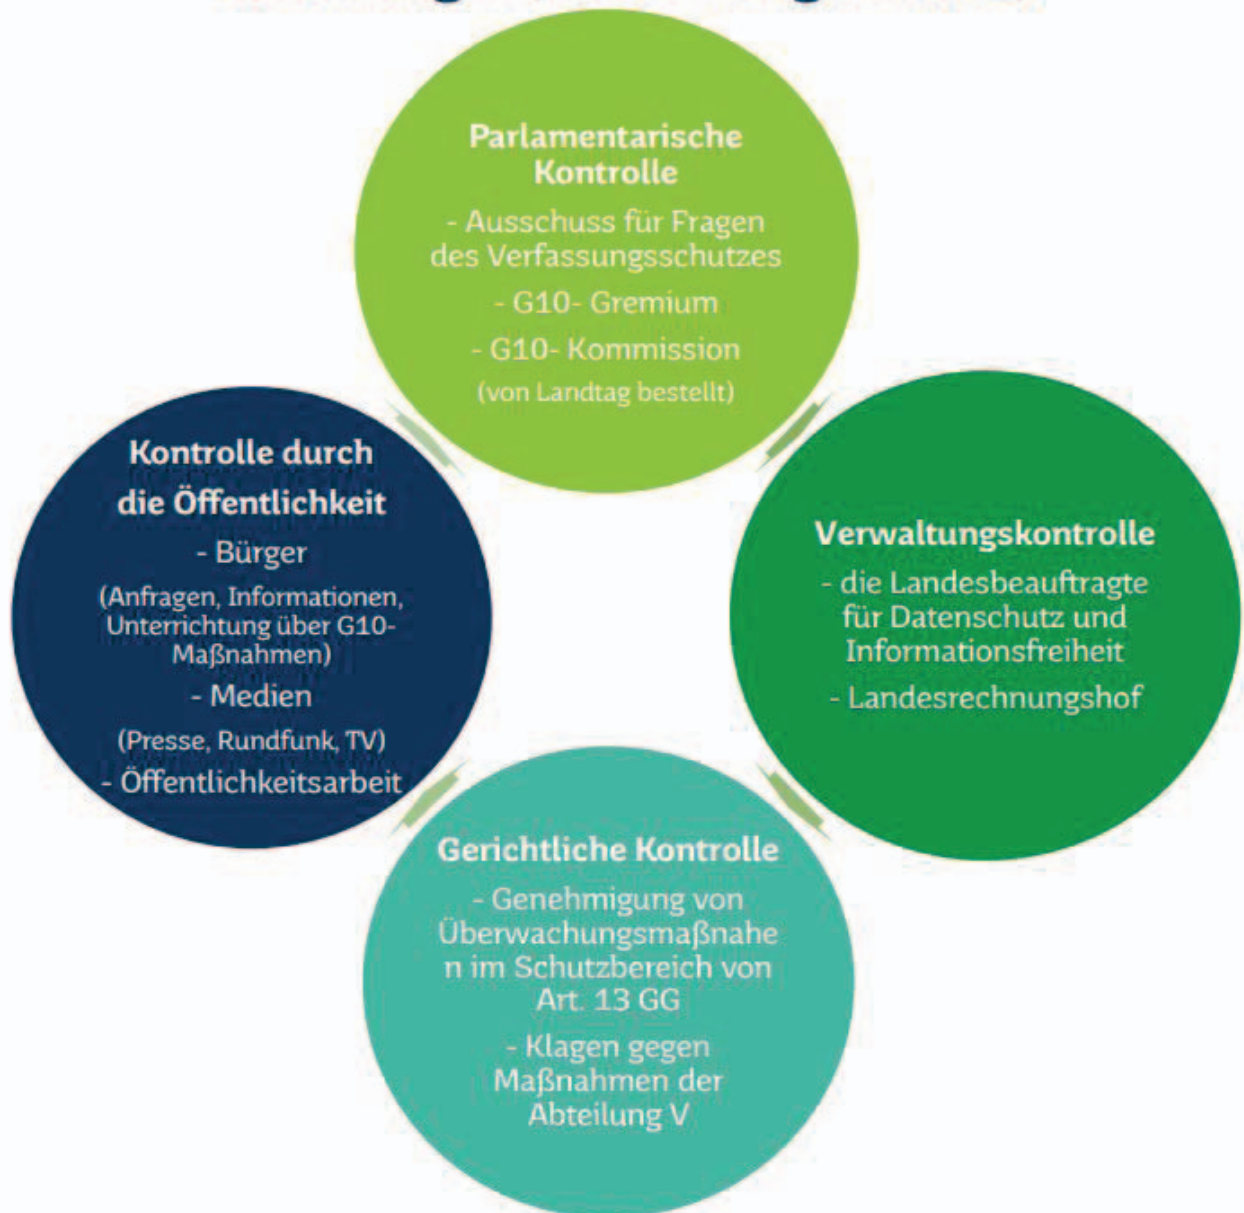 Parlamentarische
Kontrolle
- Ausschuss für Fragen
des Verfassungsschutzes
- G10- Gremium
- G10- Kommission
(von Landtag bestellt)
Kontrolle durch
die Öffentlichkeit
- Bürger
(Anfragen, Informationen,
Unterrichtung über G10-
Maßnahmen)
- Medien
(Presse, Rundfunk, TV)
- Öffentlichkeitsarbeit
Verwaltungskontrolle
- die Landesbeauftragte
für Datenschutz und
Informationsfreiheit
- Landesrechnungshof
Gerichtliche Kontrolle
- Genehmigung von
Überwachungsmaßnahe
n im Schutzbereich von
Art. 13 GG
- Klagen gegen
Maßnahmen der
Abteilung V